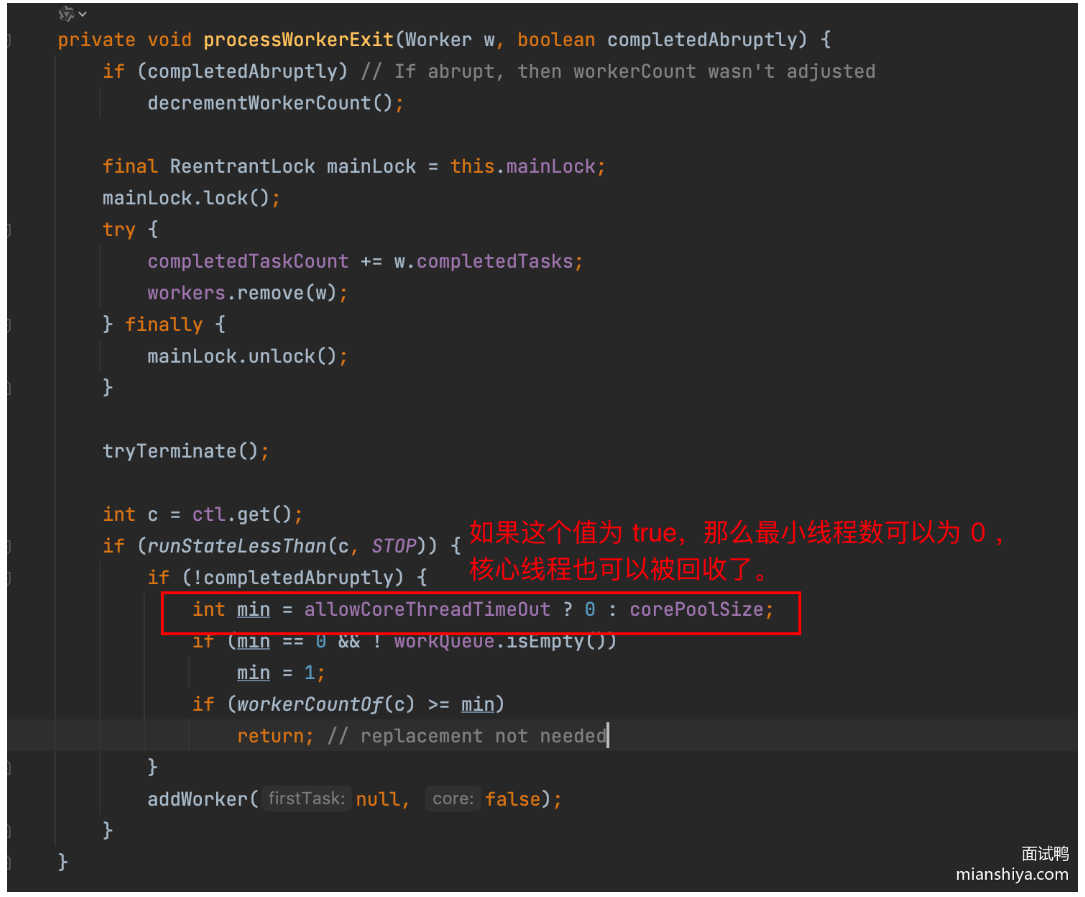 private void processWorkerExit(Worker w, boolean completedAbruptly) {
    if (completedAbruptly) // If abrupt, then workerCount wasn't adjusted
        decrementWorkerCount();

    final ReentrantLock mainLock = this.mainLock;
    mainLock.lock();
    try {
        completedTaskCount += w.completedTasks;
        workers.remove(w);
    } finally {
        mainLock.unlock();
    }

    tryTerminate();

    int c = ctl.get();
    if (runStateLessThan(c, STOP)) {
如果这个值为 true，那么最小线程数可以为 0 ，
核心线程也可以被回收了。
        if (!completedAbruptly) {
            int min = allowCoreThreadTimeOut ? 0 : corePoolSize;
            if (min == 0 && ! workQueue.isEmpty())
                min = 1;
            if (workerCountOf(c) >= min)
                return; // replacement not needed
        }
        addWorker( firstTask: null, core: false);
    }
}
面试鸭
mianshiya.com